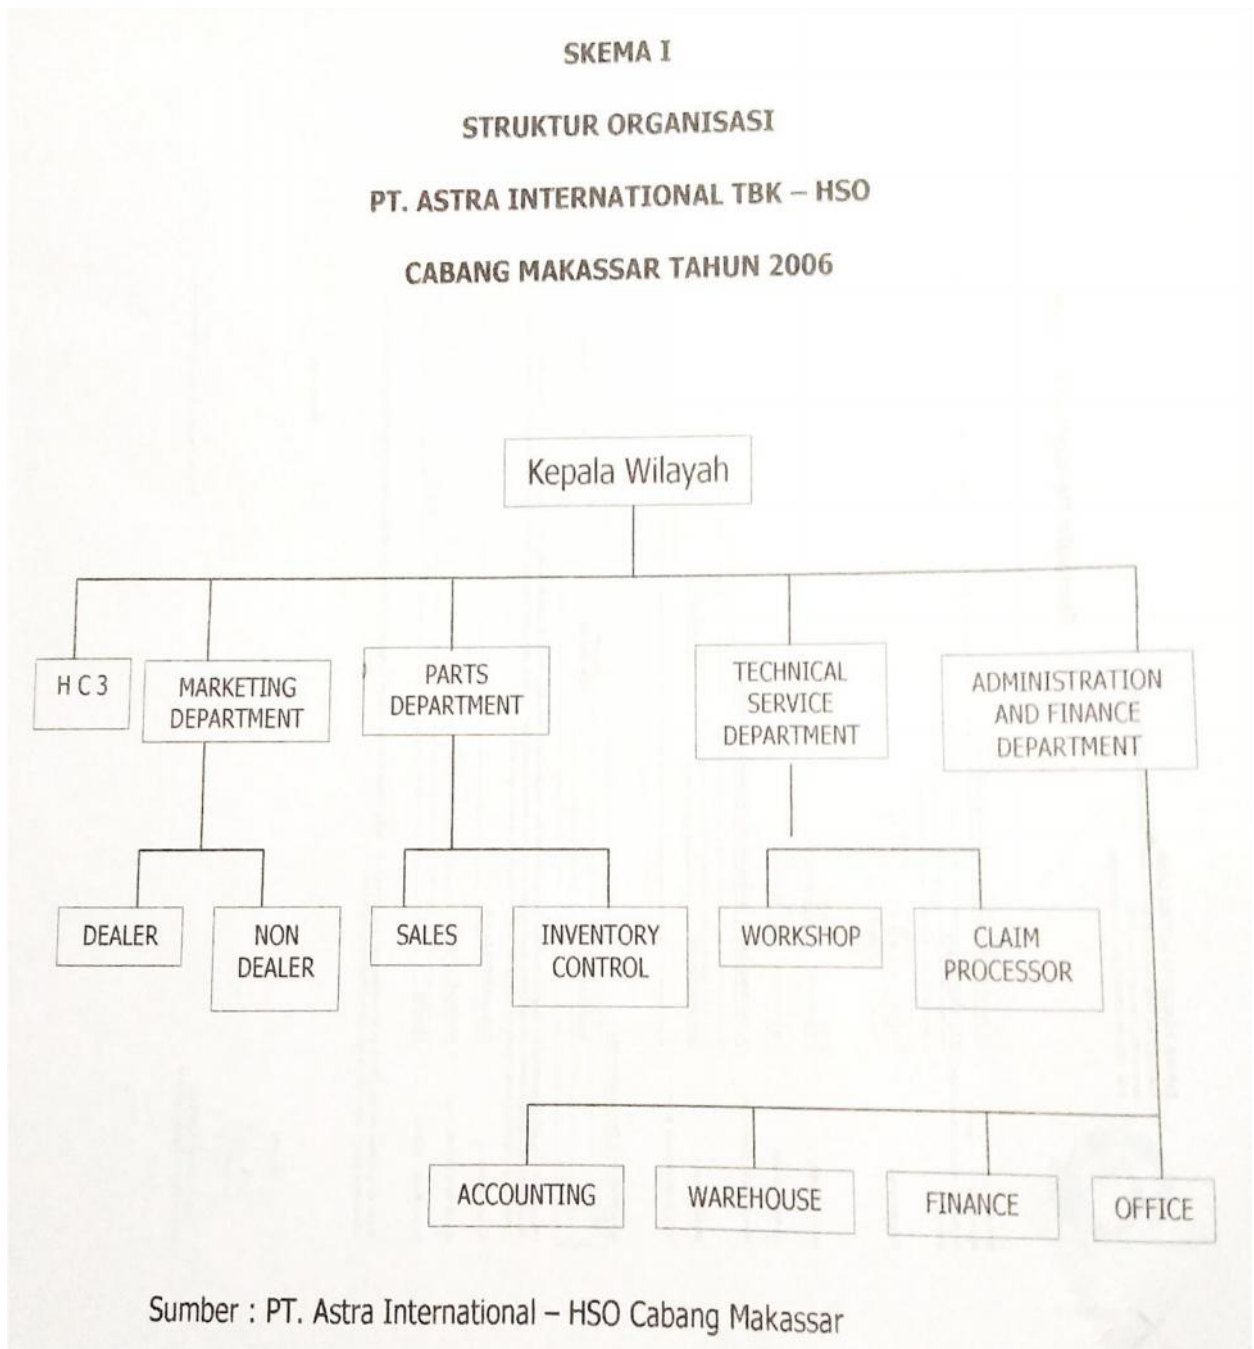 SKEMA I
STRUKTUR ORGANISASI
PT. ASTRA INTERNATIONAL TBK – HSO
CABANG MAKASSAR TAHUN 2006
Kepala Wilayah
H C 3
MARKETING
DEPARTMENT
PARTS
DEPARTMENT
TECHNICAL
SERVICE
DEPARTMENT
ADMINISTRATION
AND FINANCE
DEPARTMENT
DEALER
NON
DEALER
SALES
INVENTORY
CONTROL
WORKSHOP
CLAIM
PROCESSOR
ACCOUNTING
WAREHOUSE
FINANCE
OFFICE
Sumber : PT. Astra International – HSO Cabang Makassar